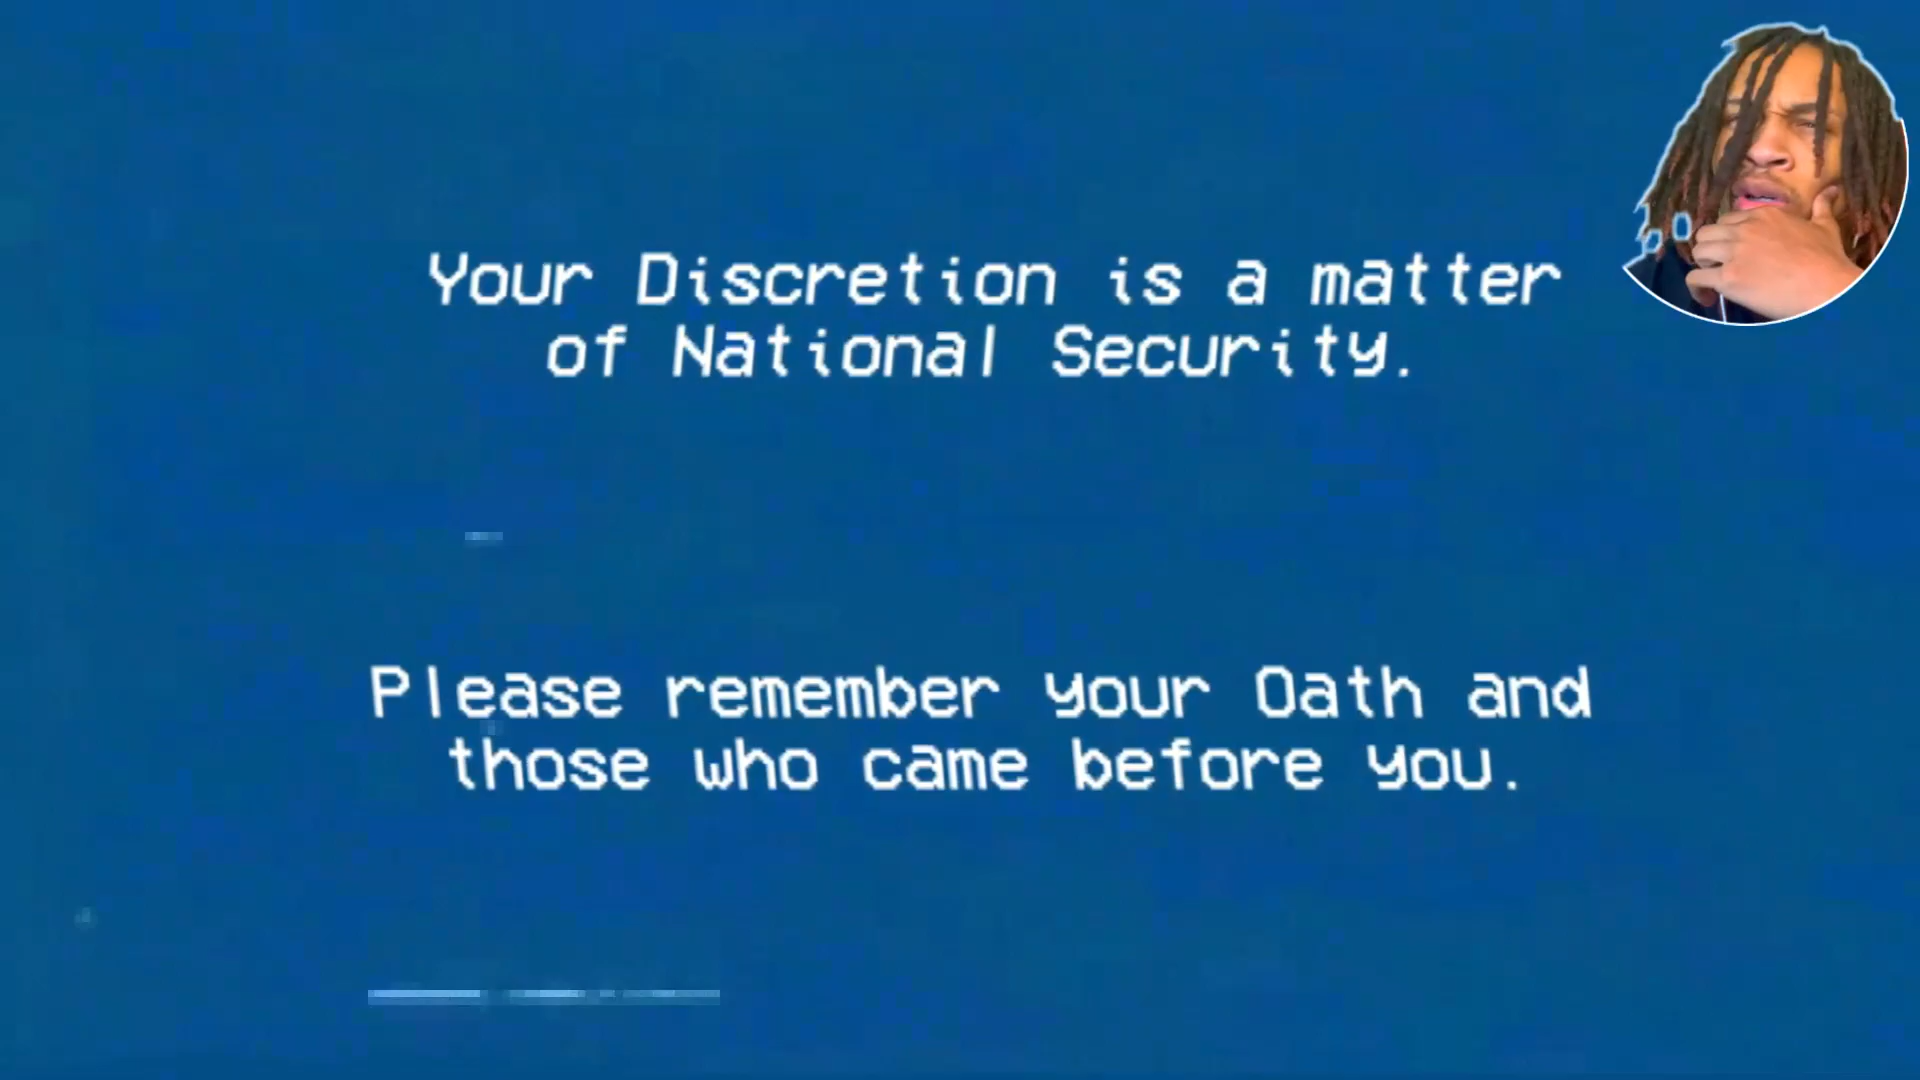 Your Discretion is a matter
of National Security.
Please remember your Oath and
those who came before you.